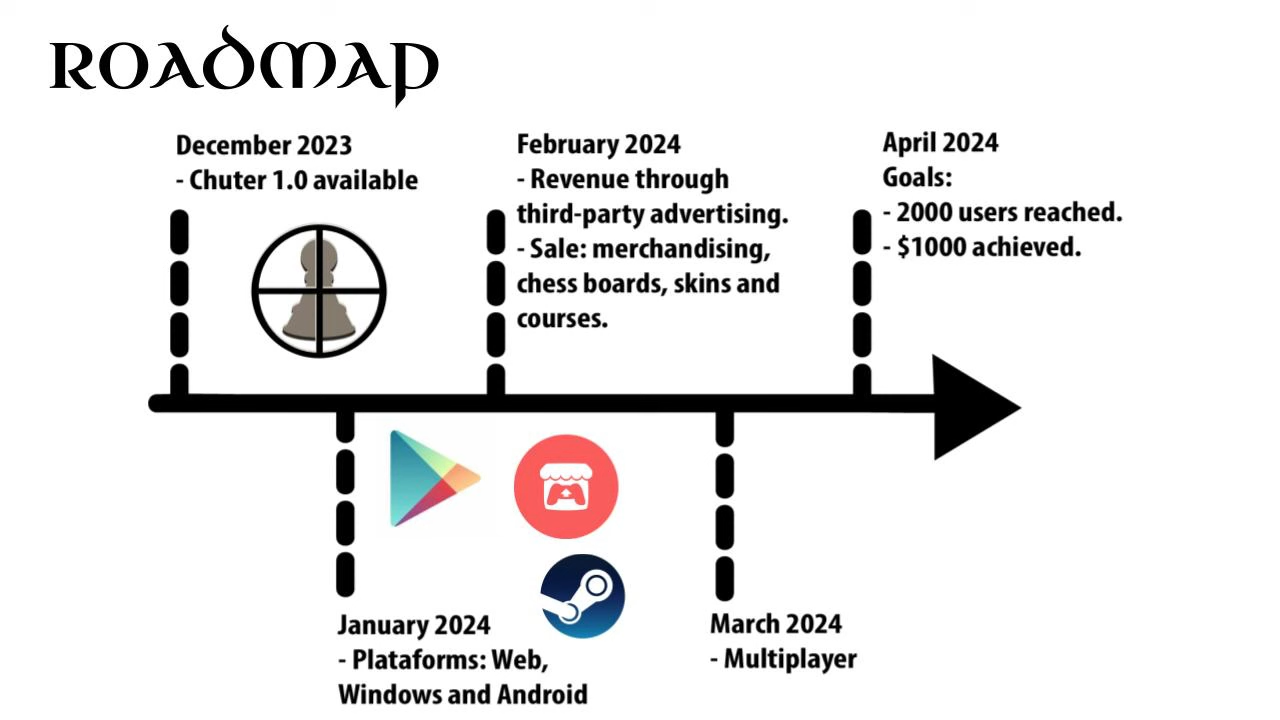 ROADMAP
December 2023
- Chuter 1.0 available
February 2024
- Revenue through
third-party advertising.
- Sale: merchandising,
chess boards, skins and
courses.
April 2024
Goals:
- 2000 users reached.
- $1000 achieved.
January 2024
- Plataforms: Web,
Windows and Android
March 2024
- Multiplayer